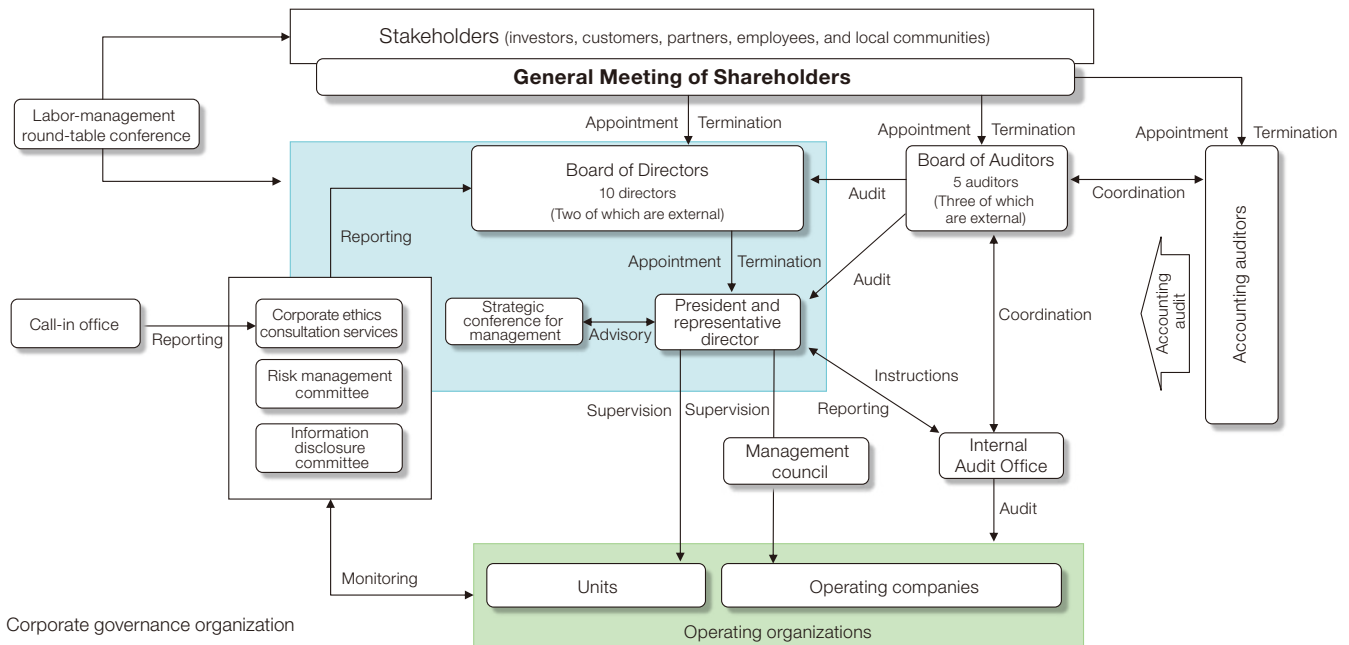 Stakeholders (investors, customers, partners, employees, and local communities)
General Meeting of Shareholders
Labor-management
round-table conference
Appointment
Termination
Appointment
Termination
Appointment
Termination
Board of Directors
10 directors
(Two of which are external)
Audit
Board of Auditors
5 auditors
(Three of which
are external)
Coordination
Accounting auditors
Reporting
Appointment
Termination
Audit
Accounting
audit
Call-in office
Reporting
Corporate ethics
consultation services
Risk management
committee
Information
disclosure
committee
Strategic
conference for
management
Advisory
President and
representative
director
Coordination
Instructions
Reporting
Supervision
Supervision
Management
council
Internal
Audit Office
Audit
Monitoring
Units
Operating companies
Operating organizations
Corporate governance organization